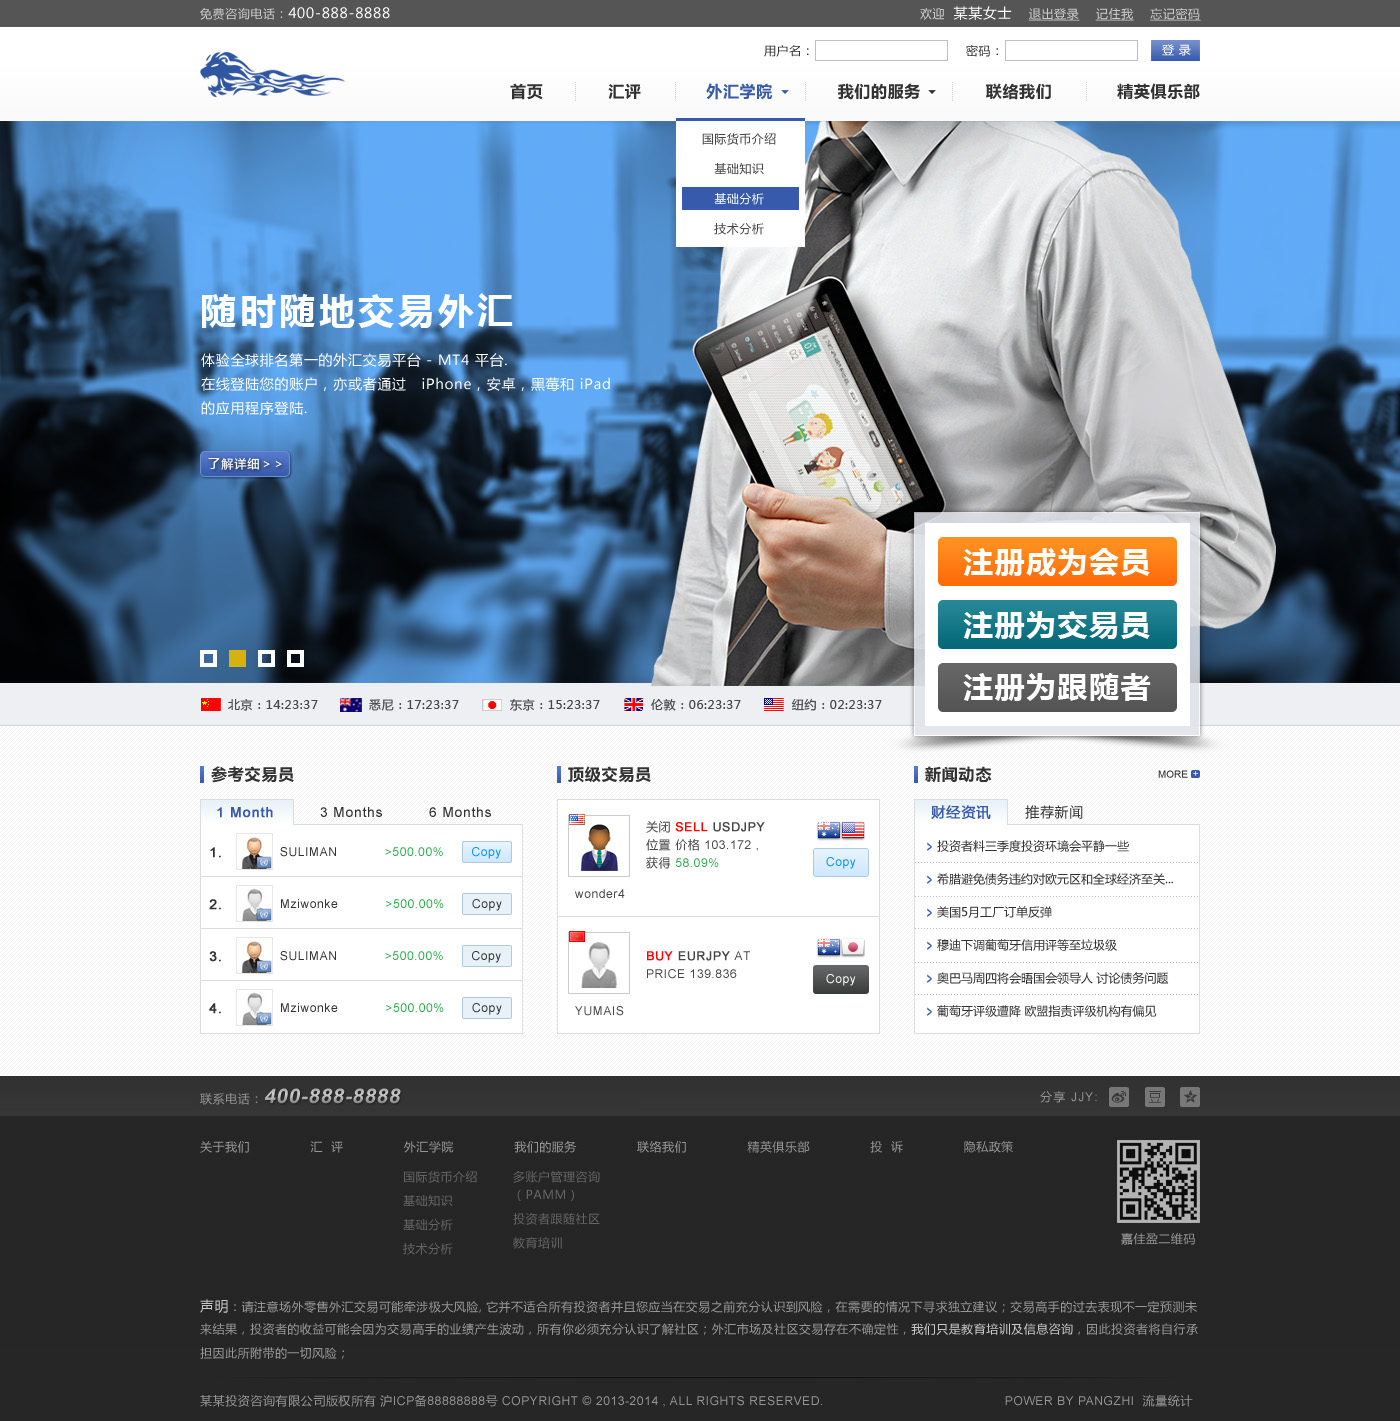 免费咨询电话：400-888-8888
欢迎 某某女士 退出登录 记住我 忘记密码
用户名： 密码： 登 录
首页 汇评 外汇学院 我们的服务 联络我们 精英俱乐部
国际货币介绍
基础知识
基础分析
技术分析
随时随地交易外汇
体验全球排名第一的外汇交易平台 - MT4 平台.
在线登陆您的账户，亦或者通过 iPhone，安卓，黑莓和 iPad
的应用程序登陆.
了解详细 > >
注册成为会员
注册为交易员
注册为跟随者
北京：14:23:37 悉尼：17:23:37 东京：15:23:37 伦敦：06:23:37 纽约：02:23:37
参考交易员
1 Month 3 Months 6 Months
1. SULIMAN >500.00% Copy
2. Mziwonke >500.00% Copy
3. SULIMAN >500.00% Copy
4. Mziwonke >500.00% Copy
顶级交易员
关闭 SELL USDJPY
位置 价格 103.172 ,
获得 58.09%
Copy
wonder4
BUY EURJPY AT
PRICE 139.836
Copy
YUMAIS
新闻动态 MORE
财经资讯 推荐新闻
投资者料三季度投资环境会平静一些
希腊避免债务违约对欧元区和全球经济至关...
美国5月工厂订单反弹
穆迪下调葡萄牙信用评等至垃圾级
奥巴马周四将会晤国会领导人 讨论债务问题
葡萄牙评级遭降 欧盟指责评级机构有偏见
联系电话：400-888-8888 分享 JJY:
关于我们 汇 评 外汇学院 我们的服务 联络我们 精英俱乐部 投 诉 隐私政策
国际货币介绍
基础知识
基础分析
技术分析
多账户管理咨询
（PAMM）
投资者跟随社区
教育培训
嘉佳盈二维码
声明：请注意场外零售外汇交易可能牵涉极大风险, 它并不适合所有投资者并且您应当在交易之前充分认识到风险，在需要的情况下寻求独立建议；交易高手的过去表现不一定预测未
来结果，投资者的收益可能会因为交易高手的业绩产生波动，所有你必须充分认识了解社区；外汇市场及社区交易存在不确定性，我们只是教育培训及信息咨询，因此投资者将自行承
担因此所附带的一切风险；
某某投资咨询有限公司版权所有 沪ICP备88888888号 COPYRIGHT © 2013-2014 , ALL RIGHTS RESERVED. POWER BY PANGZHI 流量统计